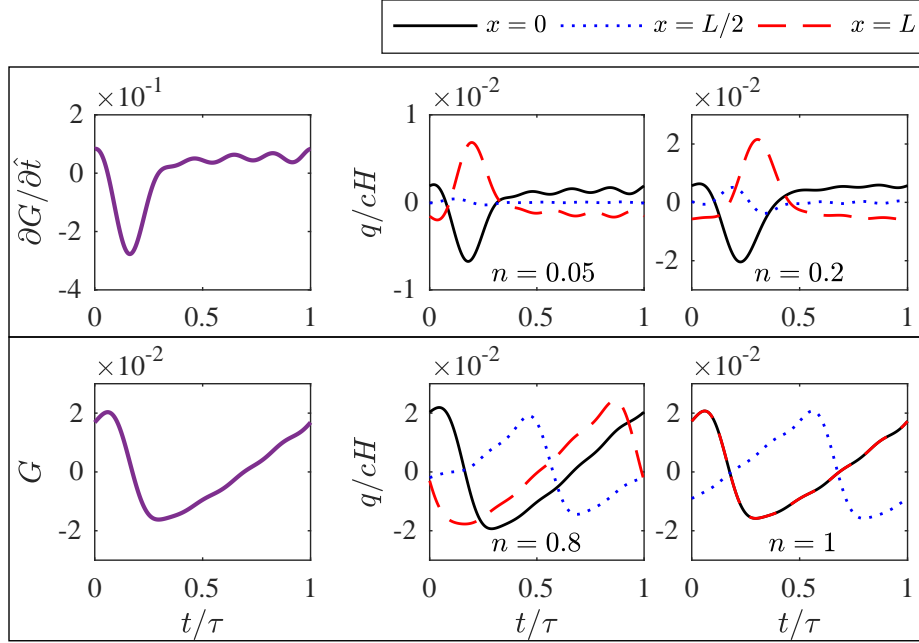 x = 0 x = L/2 x = L
×10⁻¹ ×10⁻² ×10⁻²
∂G/∂t̂
2
0
-2
-4
0 0.5 1
q/cH
1
0
-1
n = 0.05
0 0.5 1
2
0
-2
n = 0.2
0 0.5 1
×10⁻² ×10⁻² ×10⁻²
G
2
0
-2
0 0.5 1
t/τ
q/cH
2
0
-2
n = 0.8
0 0.5 1
t/τ
2
0
-2
n = 1
0 0.5 1
t/τ